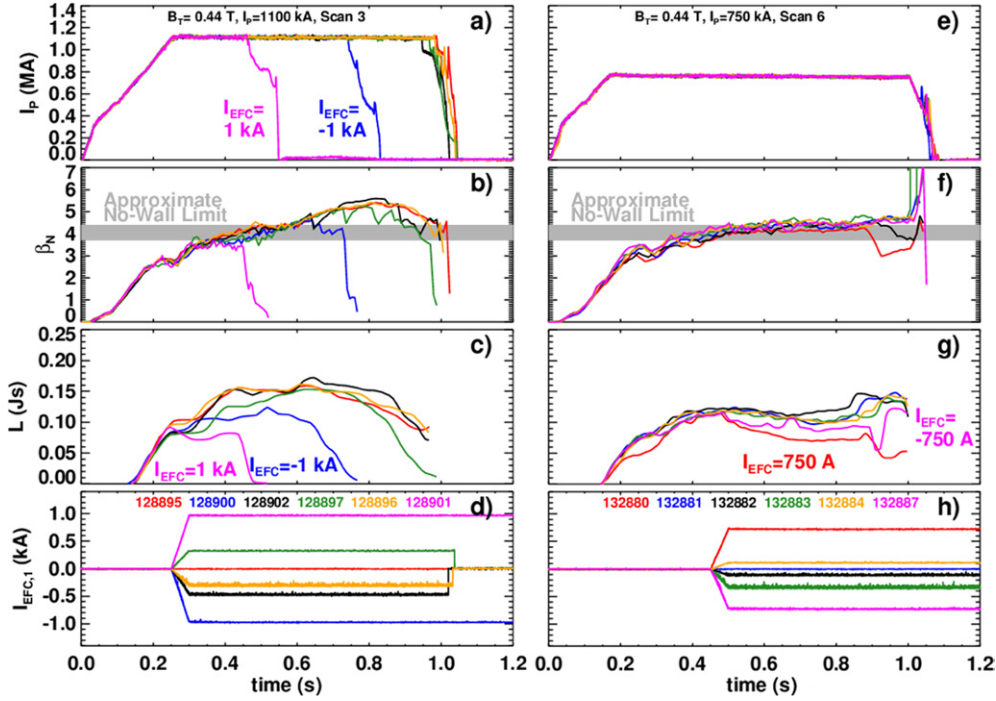 B_T= 0.44 T, I_P=1100 kA, Scan 3
a)
I_P (MA)
1.4
1.2
1.0
0.8
0.6
0.4
0.2
0.0
I_EFC=
1 kA
I_EFC=
-1 kA
B_T= 0.44 T, I_P=750 kA, Scan 6
e)
b)
β_N
7
6
5
4
3
2
1
0
Approximate
No-Wall Limit
f)
Approximate
No-Wall Limit
c)
L (Js)
0.20
0.15
0.10
0.05
0.00
I_EFC=1 kA
I_EFC=-1 kA
g)
I_EFC=750 A
I_EFC=
-750 A
128895 128900 128902 128897 128896 128901
d)
I_EFC,1 (kA)
1.0
0.5
0.0
-0.5
-1.0
0.0 0.2 0.4 0.6 0.8 1.0 1.2
time (s)
132880 132881 132882 132883 132884 132887
h)
0.0 0.2 0.4 0.6 0.8 1.0 1.2
time (s)